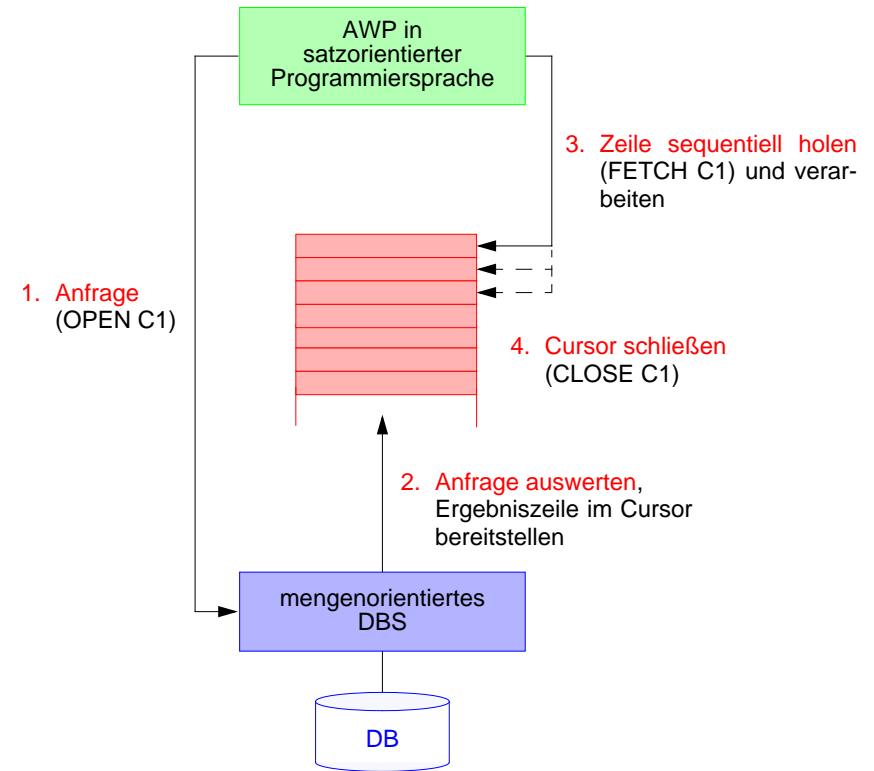 AWP in
satzorientierter
Programmiersprache
3. Zeile sequentiell holen
(FETCH C1) und verar-
beiten
1. Anfrage
(OPEN C1)
4. Cursor schließen
(CLOSE C1)
2. Anfrage auswerten,
Ergebniszeile im Cursor
bereitstellen
mengenorientiertes
DBS
DB